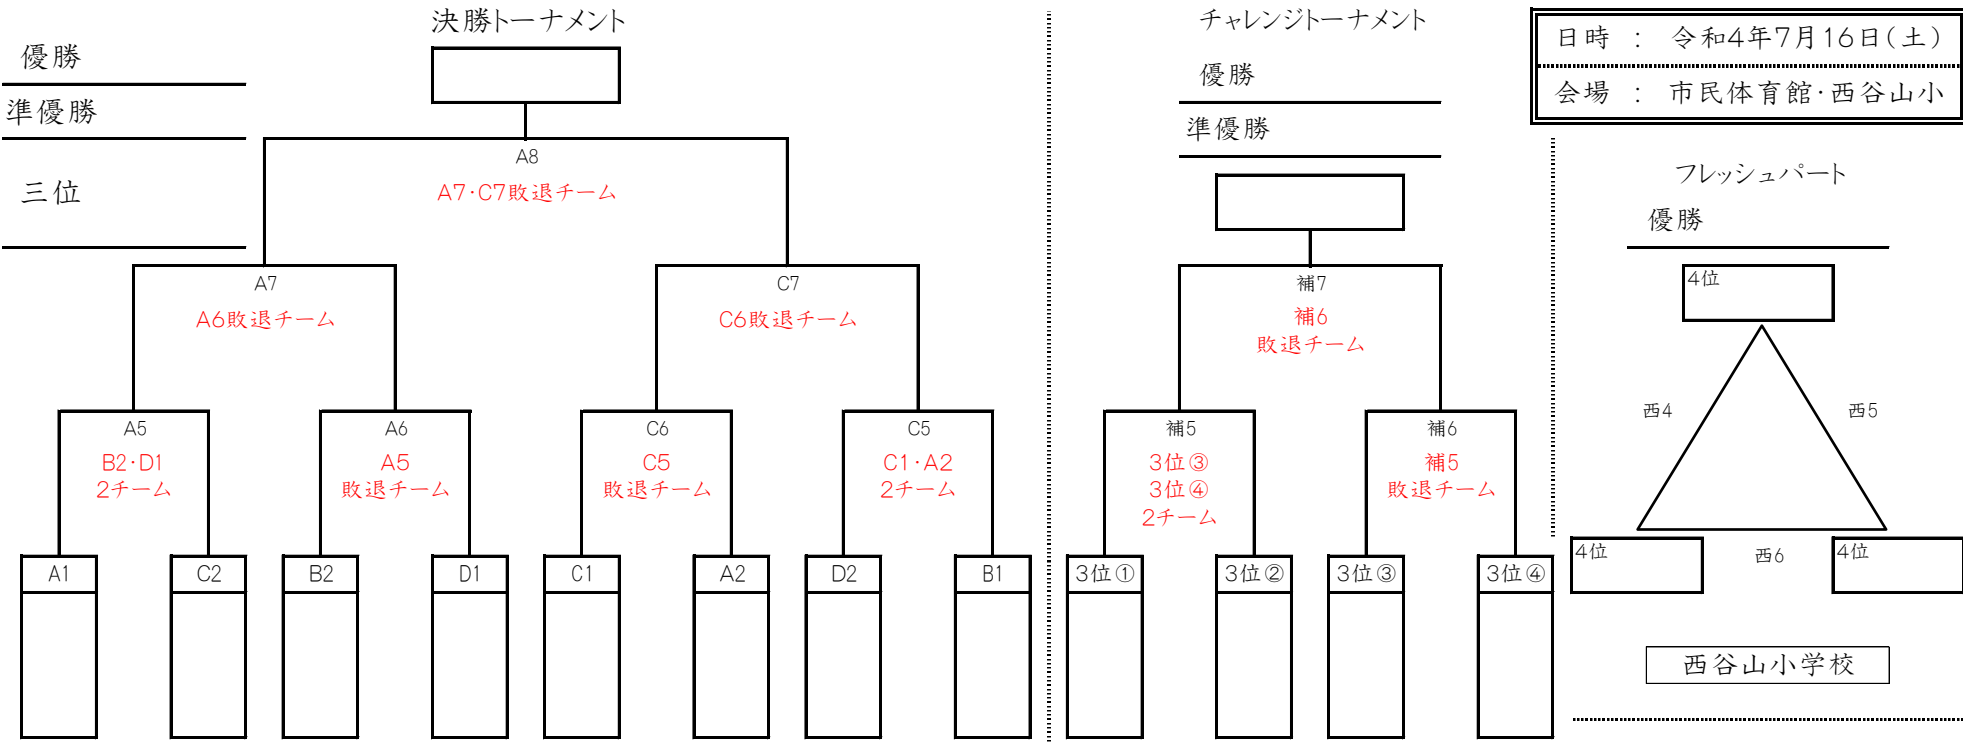 決勝トーナメント
優勝
準優勝
三位
A8
A7・C7敗退チーム
A7
A6敗退チーム
C7
C6敗退チーム
A5
B2・D1
2チーム
A6
A5
敗退チーム
C6
C5
敗退チーム
C5
C1・A2
2チーム
A1
C2
B2
D1
C1
A2
D2
B1
チャレンジトーナメント
優勝
準優勝
補7
補6
敗退チーム
補5
3位③
3位④
2チーム
補6
補5
敗退チーム
3位①
3位②
3位③
3位④
日時 : 令和4年7月16日(土)
会場 : 市民体育館・西谷山小
フレッシュパート
優勝
4位
西4
西5
4位
西6
4位
西谷山小学校